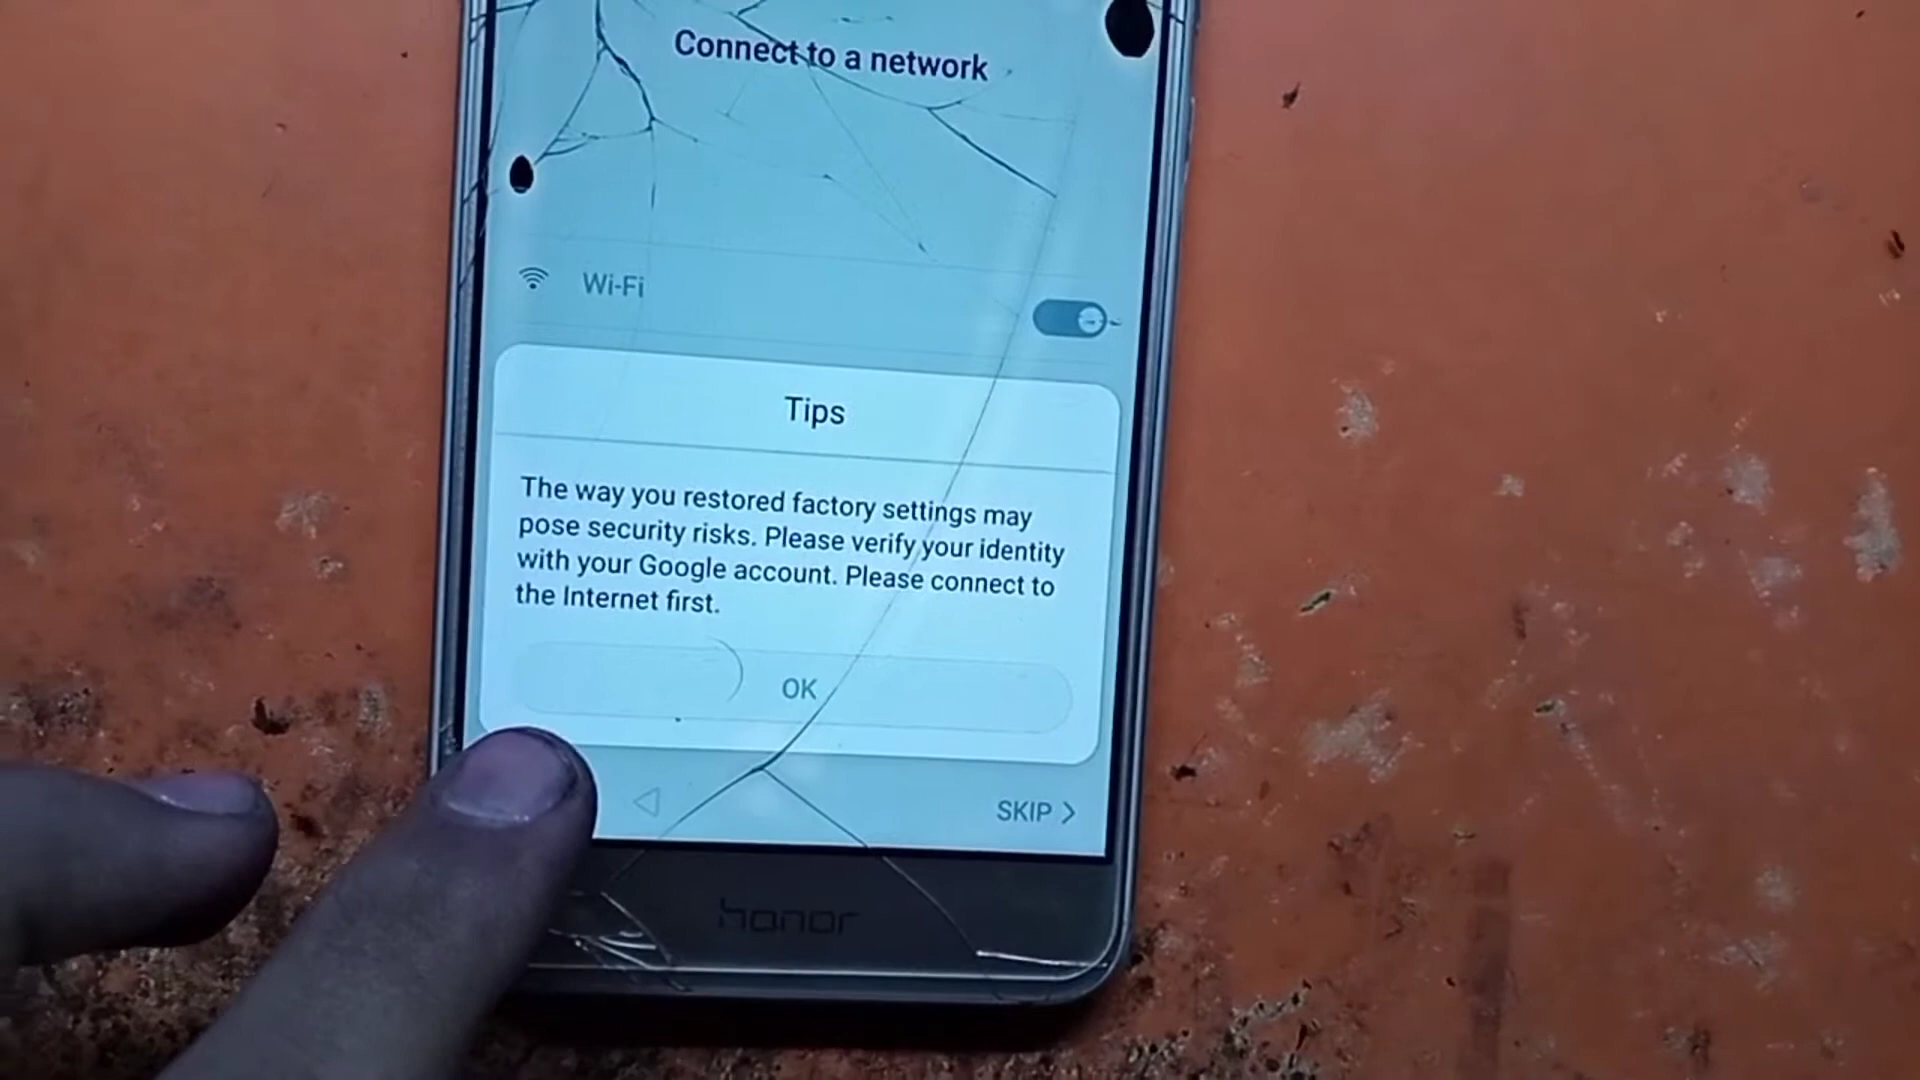 Connect to a network
Wi-Fi
Tips
The way you restored factory settings may
pose security risks. Please verify your identity
with your Google account. Please connect to
the Internet first.
OK
SKIP >
honor